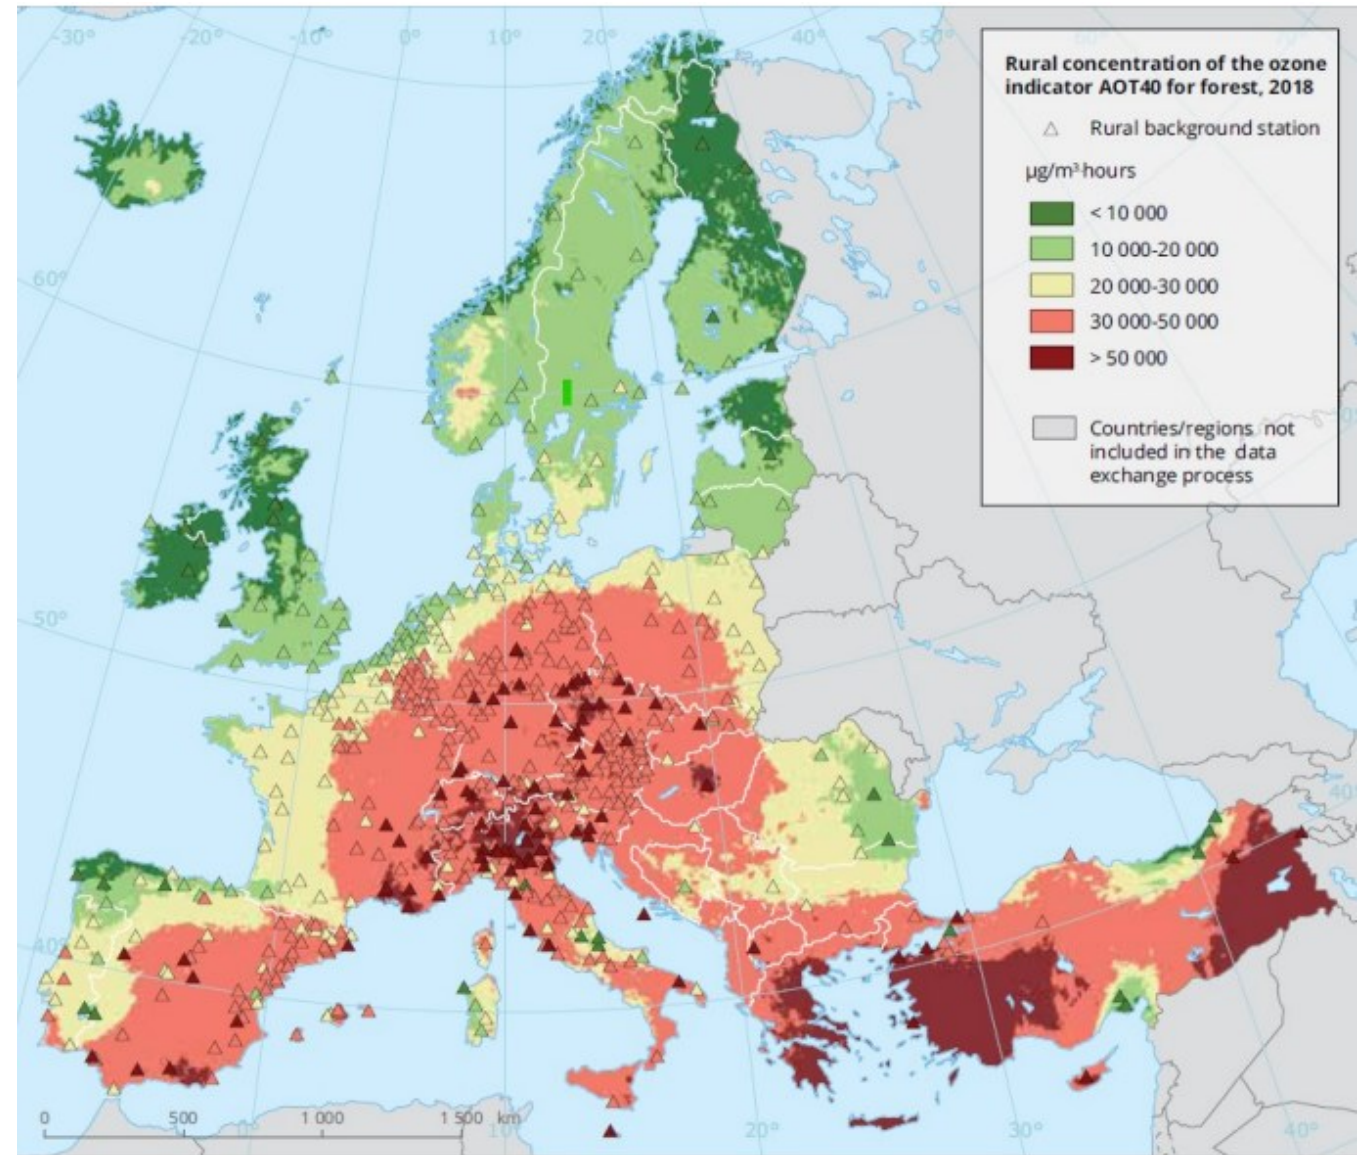 -30° -20° -10° 0° 10° 20° 30° 40° 50° 60° 70°
Rural concentration of the ozone
indicator AOT40 for forest, 2018
Rural background station
µg/m³·hours
< 10 000
10 000-20 000
60°
20 000-30 000
30 000-50 000
> 50 000
Countries/regions not
included in the data
exchange process
50°
40°
40°
0 500 1 000 1 500 km
0° 10° 20° 30° 40°